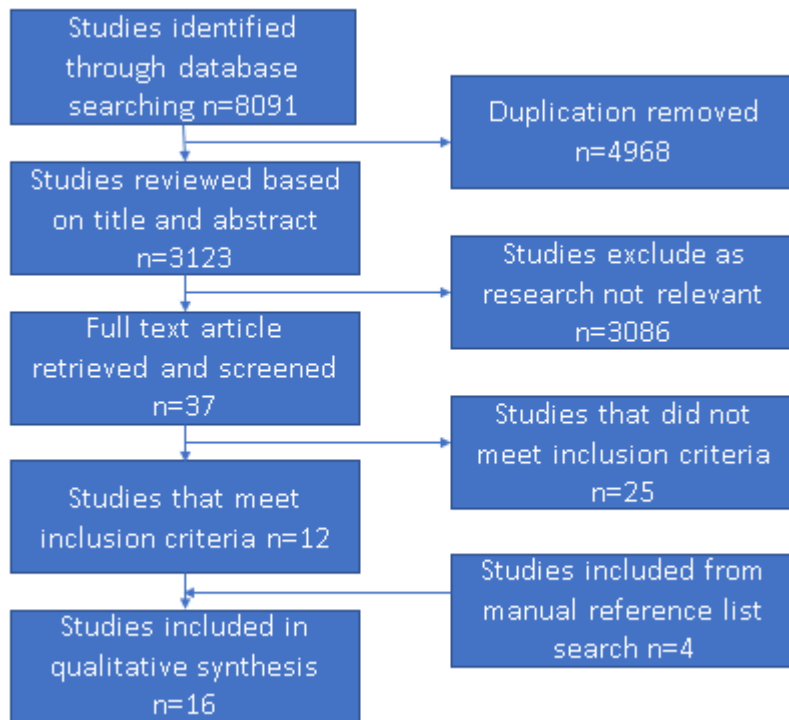 Studies identified
through database
searching n=8091
Duplication removed
n=4968
Studies reviewed based
on title and abstract
n=3123
Studies exclude as
research not relevant
n=3086
Full text article
retrieved and screened
n=37
Studies that did not
meet inclusion criteria
n=25
Studies that meet
inclusion criteria n=12
Studies included from
manual reference list
search n=4
Studies included in
qualitative synthesis
n=16